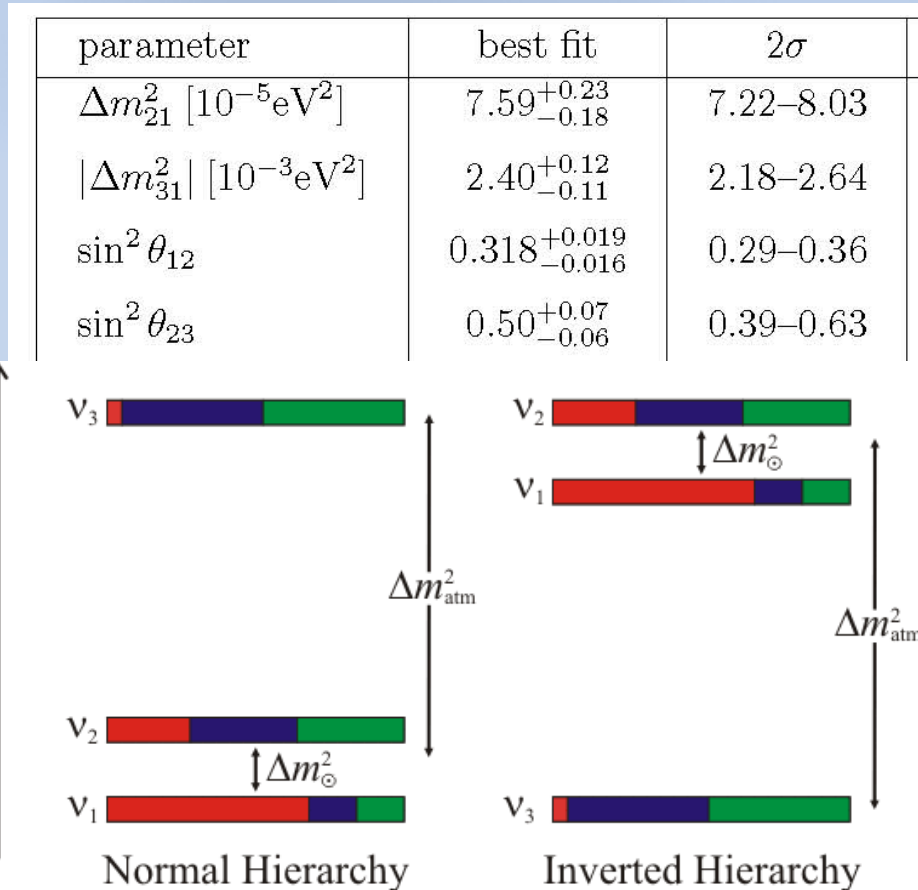 parameter best fit 2σ
Δm²₂₁ [10⁻⁵eV²] 7.59⁺⁰·²³₋₀.₁₈ 7.22–8.03
|Δm²₃₁| [10⁻³eV²] 2.40⁺⁰·¹²₋₀.₁₁ 2.18–2.64
sin² θ₁₂ 0.318⁺⁰·⁰¹⁹₋₀.₀₁₆ 0.29–0.36
sin² θ₂₃ 0.50⁺⁰·⁰⁷₋₀.₀₆ 0.39–0.63
ν₃ ν₂
Δm²⊙
ν₁
Δm²atm
Δm²atm
ν₂
Δm²⊙
ν₁ ν₃
Normal Hierarchy Inverted Hierarchy